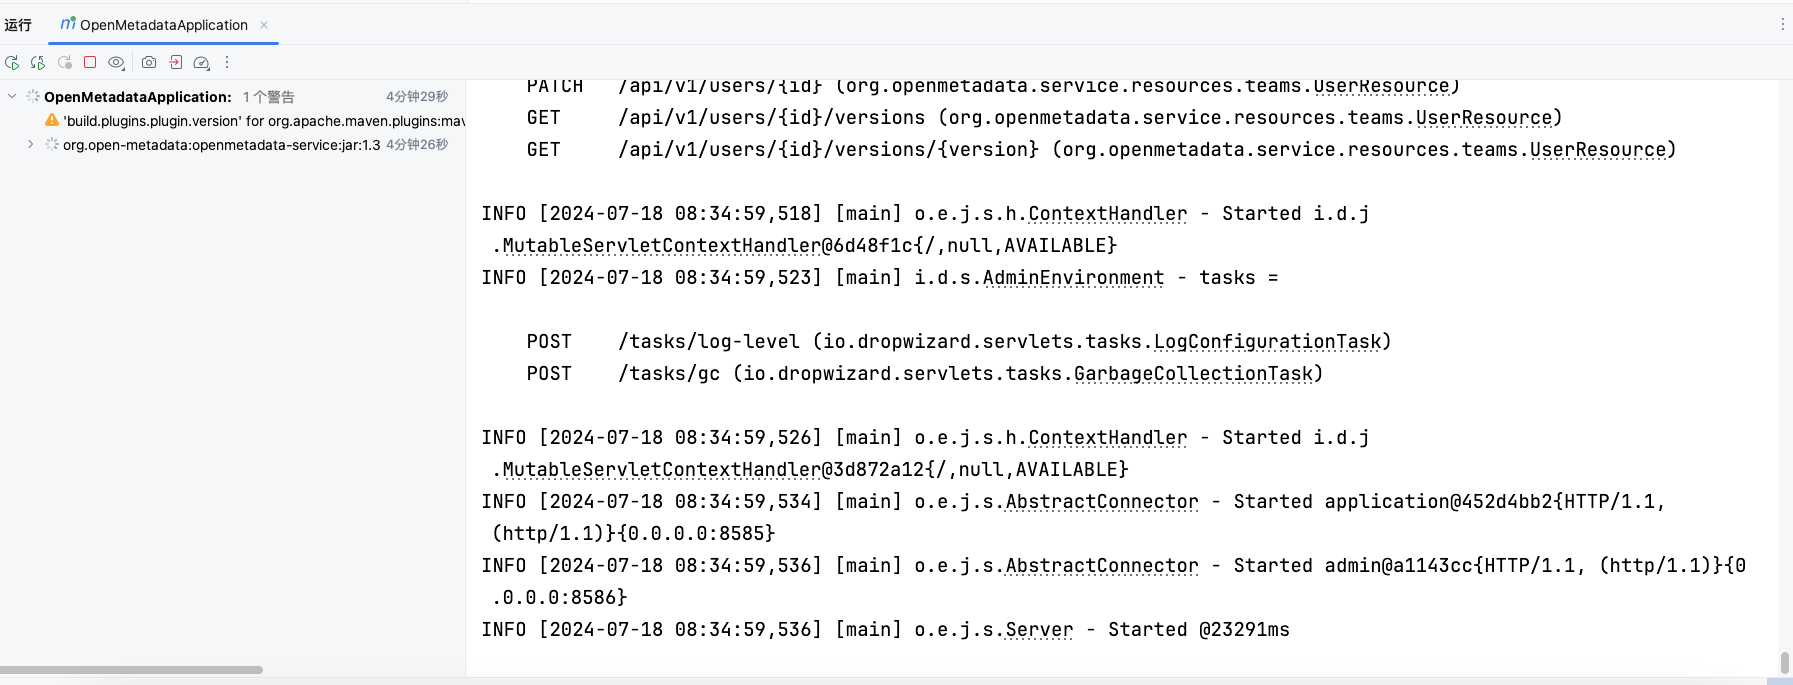 运行
OpenMetadataApplication
OpenMetadataApplication: 1 个警告 4分钟29秒
'build.plugins.plugin.version' for org.apache.maven.plugins:mav
org.open-metadata:openmetadata-service:jar:1.3 4分钟26秒
PATCH /api/v1/users/{id} (org.openmetadata.service.resources.teams.UserResource)
GET /api/v1/users/{id}/versions (org.openmetadata.service.resources.teams.UserResource)
GET /api/v1/users/{id}/versions/{version} (org.openmetadata.service.resources.teams.UserResource)
INFO [2024-07-18 08:34:59,518] [main] o.e.j.s.h.ContextHandler - Started i.d.j
.MutableServletContextHandler@6d48f1c{/,null,AVAILABLE}
INFO [2024-07-18 08:34:59,523] [main] i.d.s.AdminEnvironment - tasks =
POST /tasks/log-level (io.dropwizard.servlets.tasks.LogConfigurationTask)
POST /tasks/gc (io.dropwizard.servlets.tasks.GarbageCollectionTask)
INFO [2024-07-18 08:34:59,526] [main] o.e.j.s.h.ContextHandler - Started i.d.j
.MutableServletContextHandler@3d872a12{/,null,AVAILABLE}
INFO [2024-07-18 08:34:59,534] [main] o.e.j.s.AbstractConnector - Started application@452d4bb2{HTTP/1.1,
(http/1.1)}{0.0.0.0:8585}
INFO [2024-07-18 08:34:59,536] [main] o.e.j.s.AbstractConnector - Started admin@a1143cc{HTTP/1.1, (http/1.1)}{0
.0.0.0:8586}
INFO [2024-07-18 08:34:59,536] [main] o.e.j.s.Server - Started @23291ms